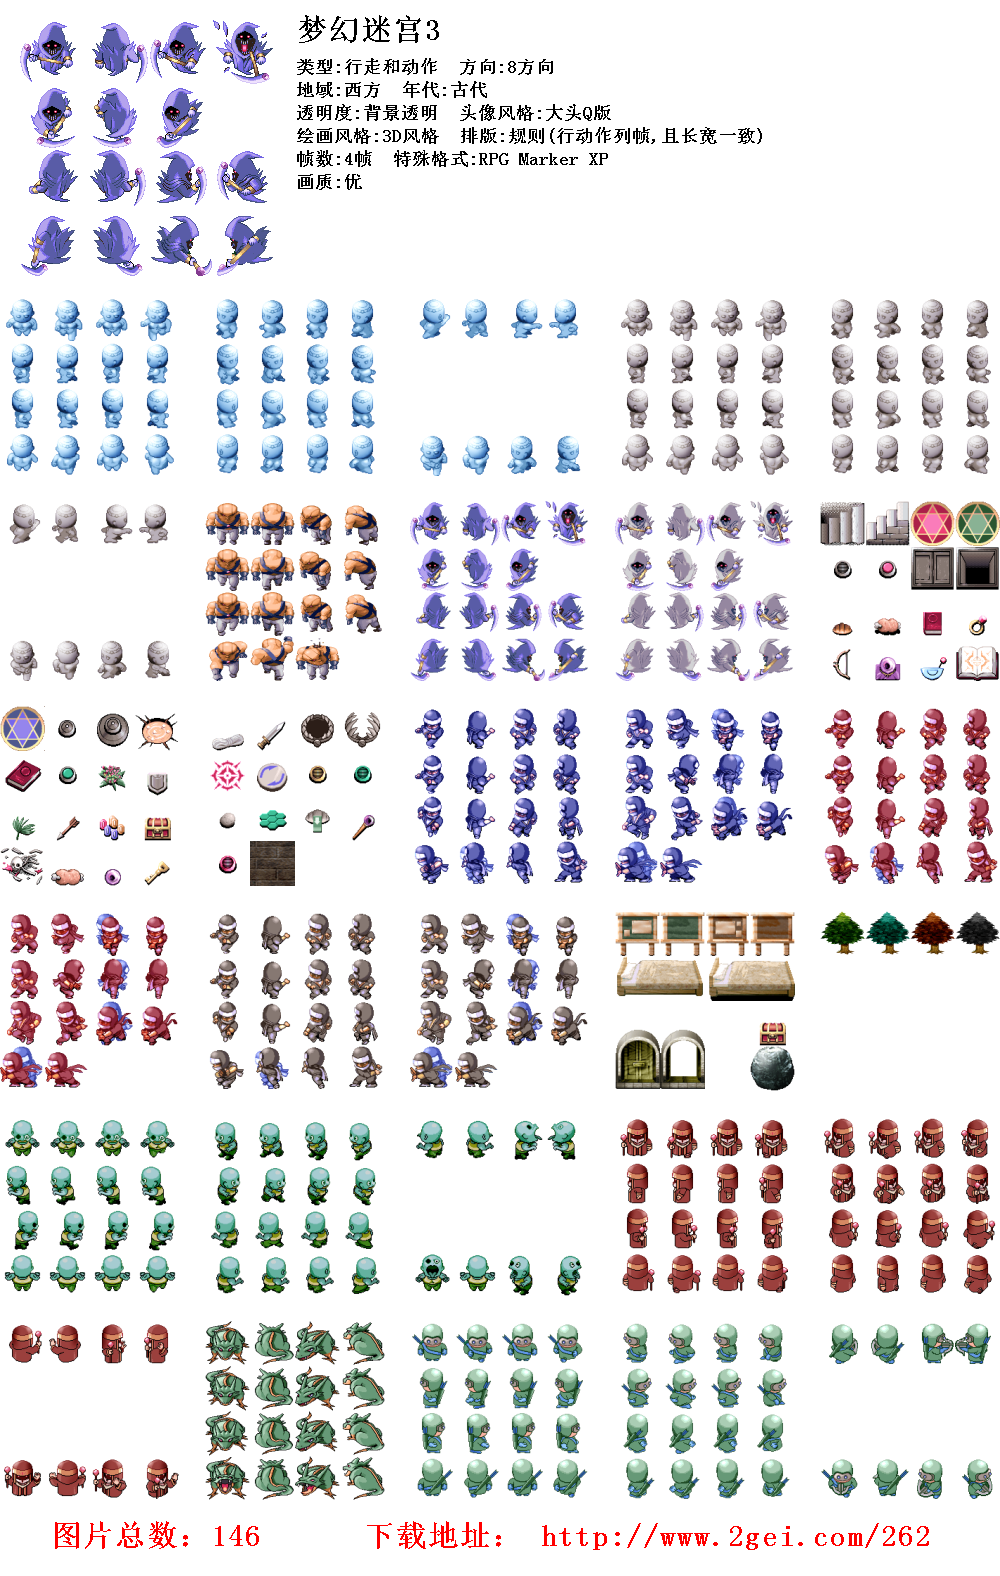 梦幻迷宫3
类型:行走和动作　方向:8方向
地域:西方　年代:古代
透明度:背景透明　头像风格:大头Q版
绘画风格:3D风格　排版:规则(行动作列帧,且长宽一致)
帧数:4帧　特殊格式:RPG Marker XP
画质:优
图片总数：146　下载地址：　http://www.2gei.com/262